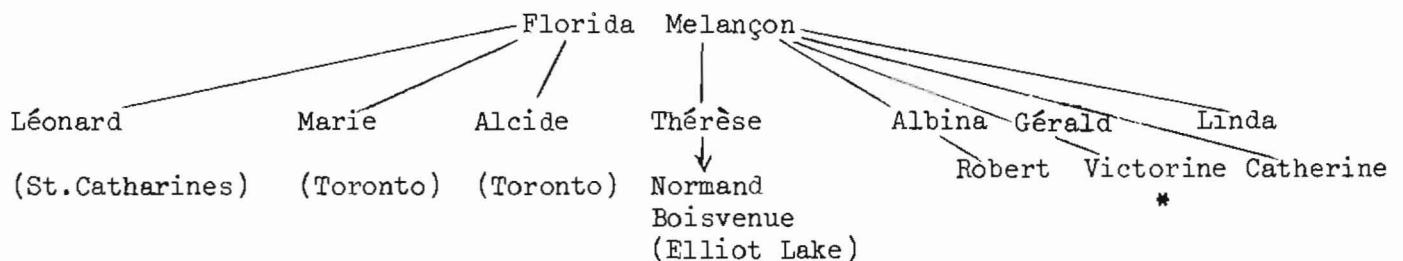 Florida Melançon
Léonard Marie Alcide Thérèse Albina Gérald Linda
Robert Victorine Catherine
(St.Catharines) (Toronto) (Toronto) Normand
*
Boisvenue
(Elliot Lake)